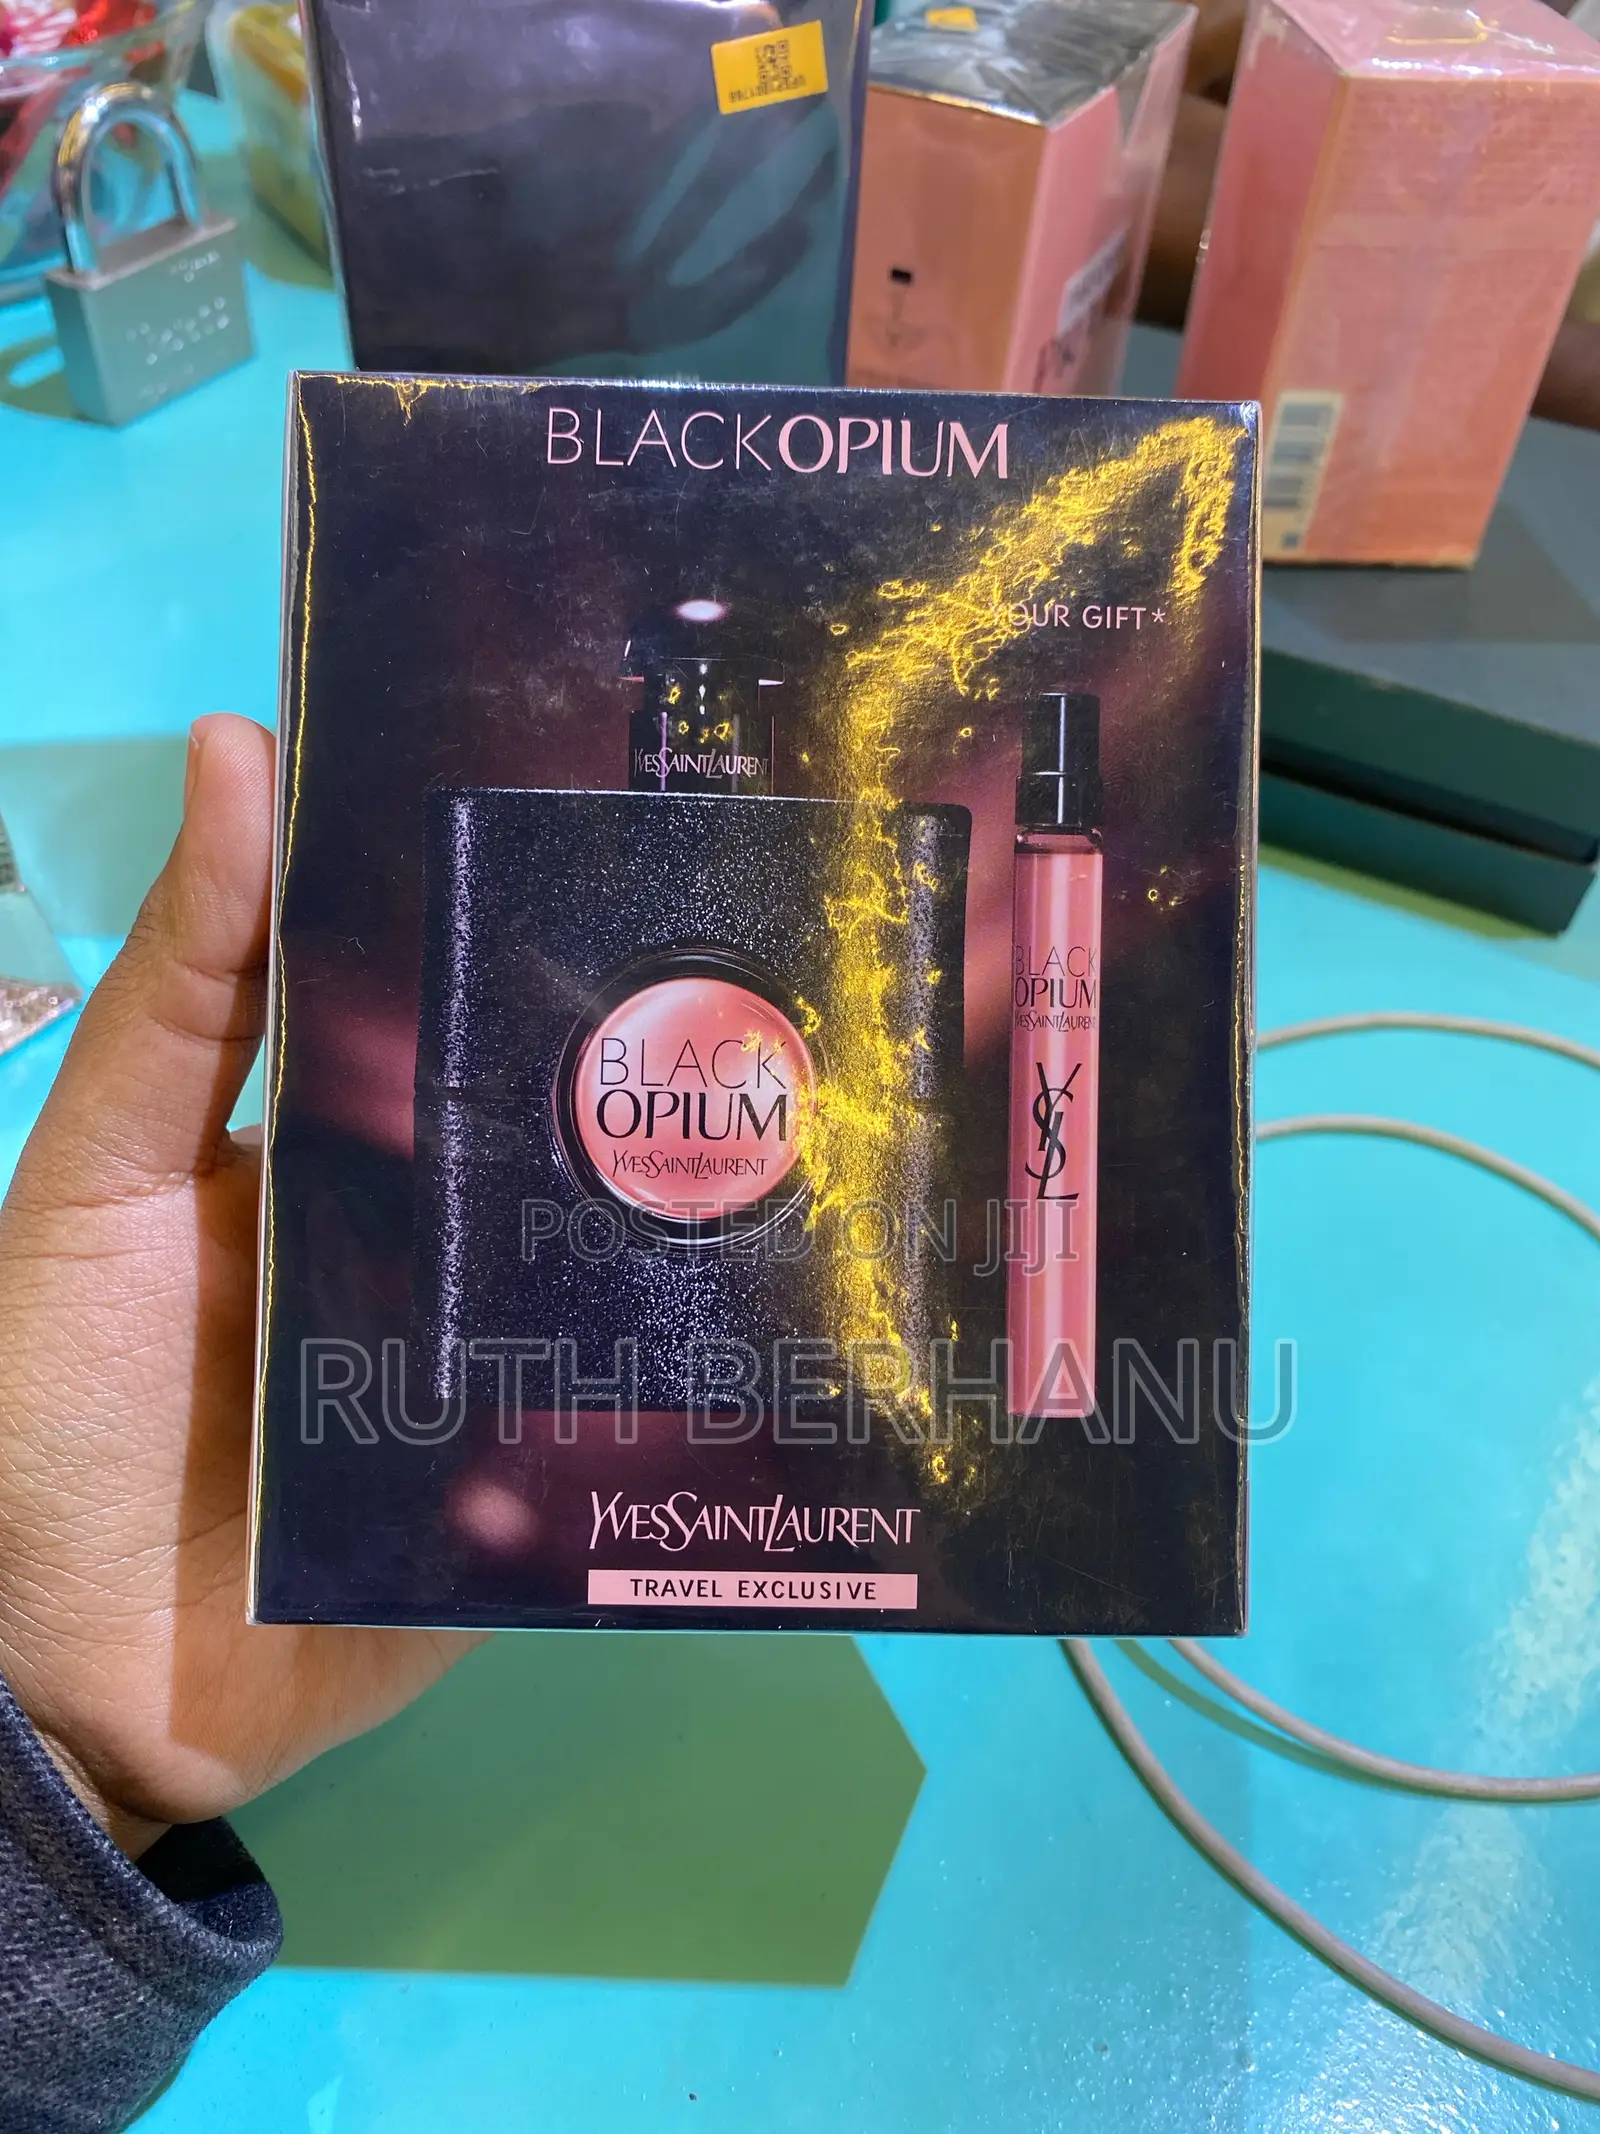 BLACKOPIUM
YOUR GIFT*
YVESSAINTLAURENT
BLACK
OPIUM
YVESSAINTLAURENT
BLACK
OPIUM
YVESSAINTLAURENT
YSL
POSTED ON JIJI
RUTH BERHANU
YVESSAINTLAURENT
TRAVEL EXCLUSIVE